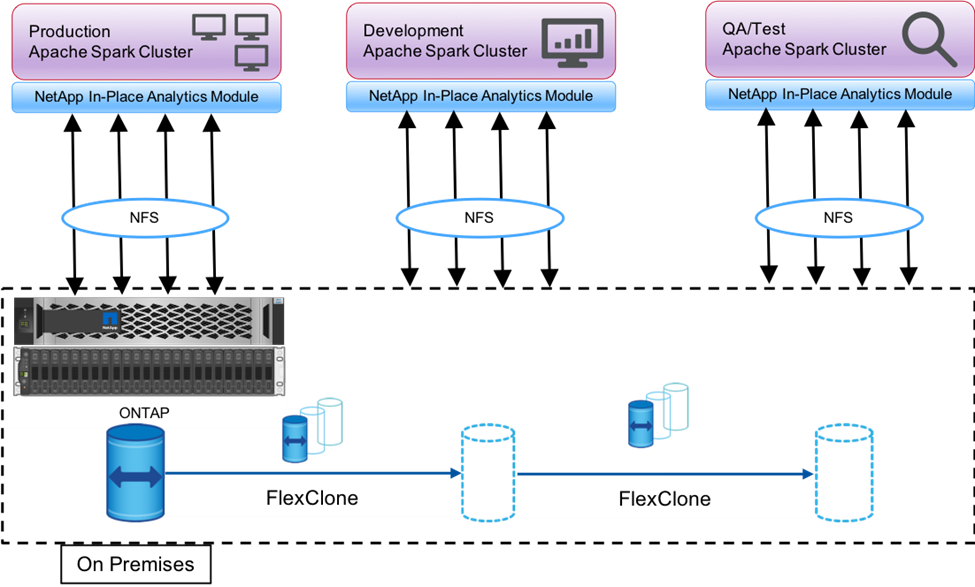 Production
Apache Spark Cluster
Development
Apache Spark Cluster
QA/Test
Apache Spark Cluster
NetApp In-Place Analytics Module
NetApp In-Place Analytics Module
NetApp In-Place Analytics Module
NFS
NFS
NFS
NetApp
ONTAP
FlexClone
FlexClone
On Premises